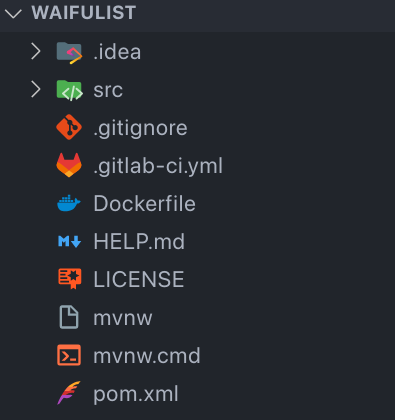 WAIFULIST
.idea
src
.gitignore
.gitlab-ci.yml
Dockerfile
HELP.md
LICENSE
mvnw
mvnw.cmd
pom.xml